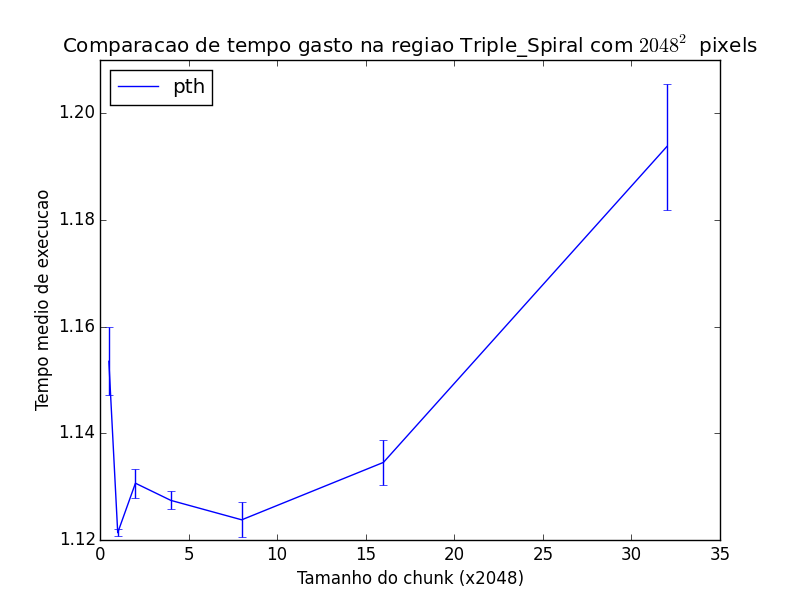 Comparacao de tempo gasto na regiao Triple_Spiral com 2048² pixels
pth
1.20
1.18
1.16
1.14
1.12
Tempo medio de execucao
0 5 10 15 20 25 30 35
Tamanho do chunk (x2048)